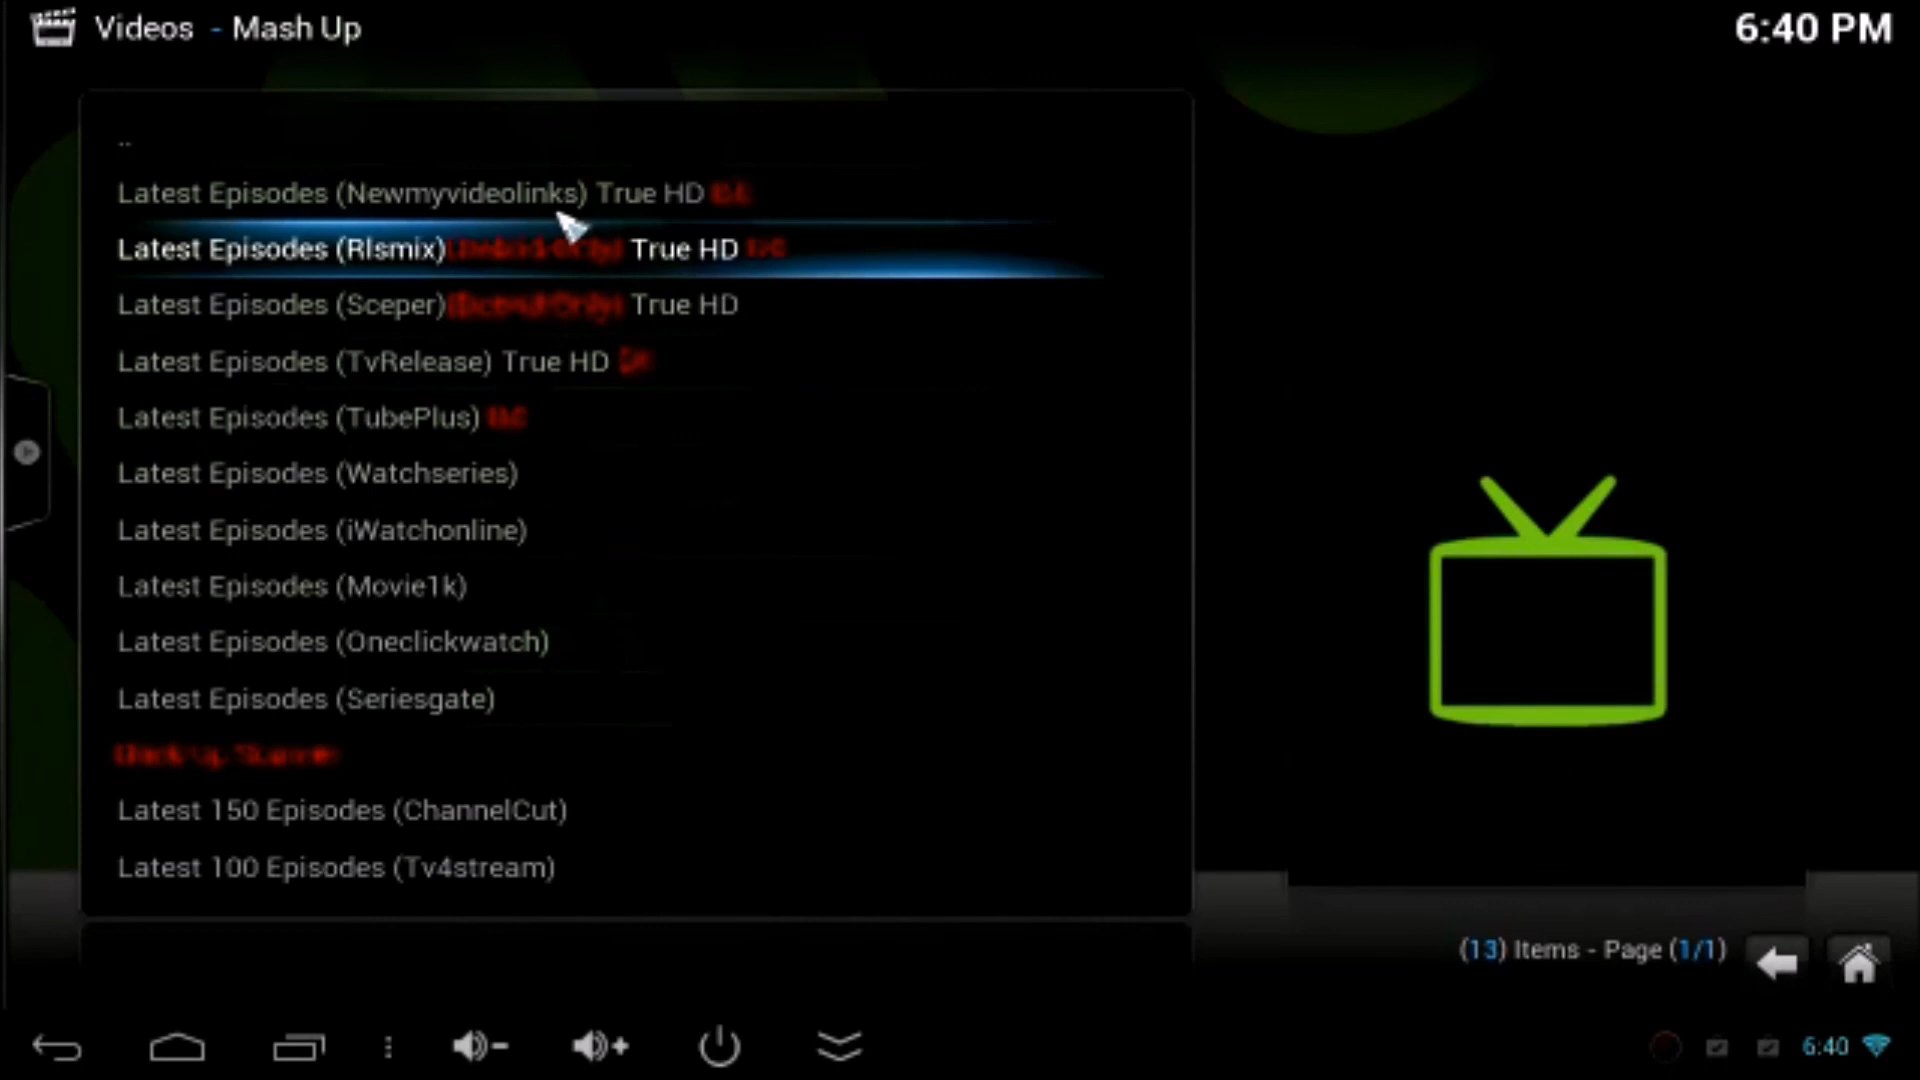 Videos - Mash Up
6:40 PM
..
Latest Episodes (Newmyvideolinks) True HD
Latest Episodes (Rlsmix) True HD
Latest Episodes (Sceper) True HD
Latest Episodes (TvRelease) True HD
Latest Episodes (TubePlus)
Latest Episodes (Watchseries)
Latest Episodes (iWatchonline)
Latest Episodes (Movie1k)
Latest Episodes (Oneclickwatch)
Latest Episodes (Seriesgate)
Latest 150 Episodes (ChannelCut)
Latest 100 Episodes (Tv4stream)
(13) Items - Page (1/1)
6:40